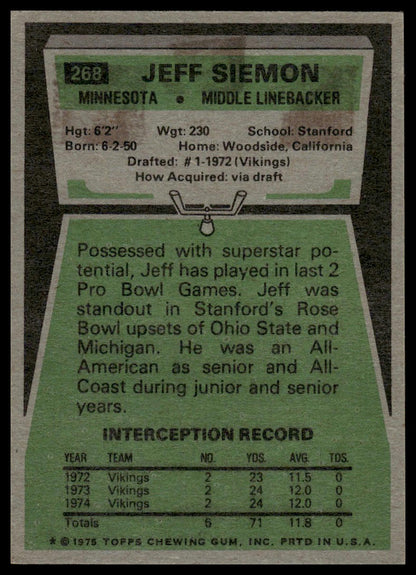 268 JEFF SIEMON
MINNESOTA • MIDDLE LINEBACKER
Hgt: 6'2" Wgt: 230 School: Stanford
Born: 6-2-50 Home: Woodside, California
Drafted: #1-1972 (Vikings)
How Acquired: via draft
Possessed with superstar po-
tential, Jeff has played in last 2
Pro Bowl Games. Jeff was
standout in Stanford's Rose
Bowl upsets of Ohio State and
Michigan. He was an All-
American as senior and All-
Coast during junior and senior
years.
INTERCEPTION RECORD
YEAR TEAM NO. YDS. AVG. TDS.
1972 Vikings 2 23 11.5 0
1973 Vikings 2 24 12.0 0
1974 Vikings 2 24 12.0 0
Totals 6 71 11.8 0
* © 1975 TOPPS CHEWING GUM, INC. PRTD IN U.S.A.